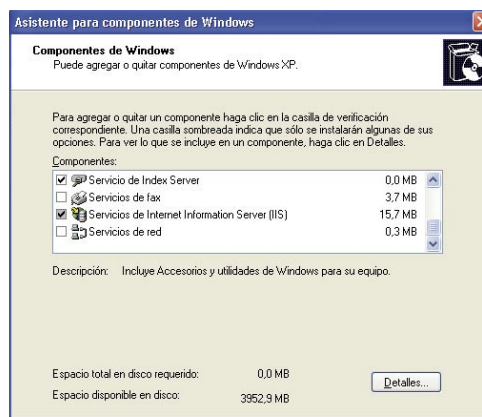 Asistente para componentes de Windows
Componentes de Windows
Puede agregar o quitar componentes de Windows XP.
Para agregar o quitar un componente haga clic en la casilla de verificación
correspondiente. Una casilla sombreada indica que sólo se instalarán algunas de sus
opciones. Para ver lo que se incluye en un componente, haga clic en Detalles.
Componentes:
Servicio de Index Server 0,0 MB
Servicios de fax 3,7 MB
Servicios de Internet Information Server (IIS) 15,7 MB
Servicios de red 0,3 MB
Descripción: Incluye Accesorios y utilidades de Windows para su equipo.
Espacio total en disco requerido: 0,0 MB
Detalles...
Espacio disponible en disco: 3952,9 MB